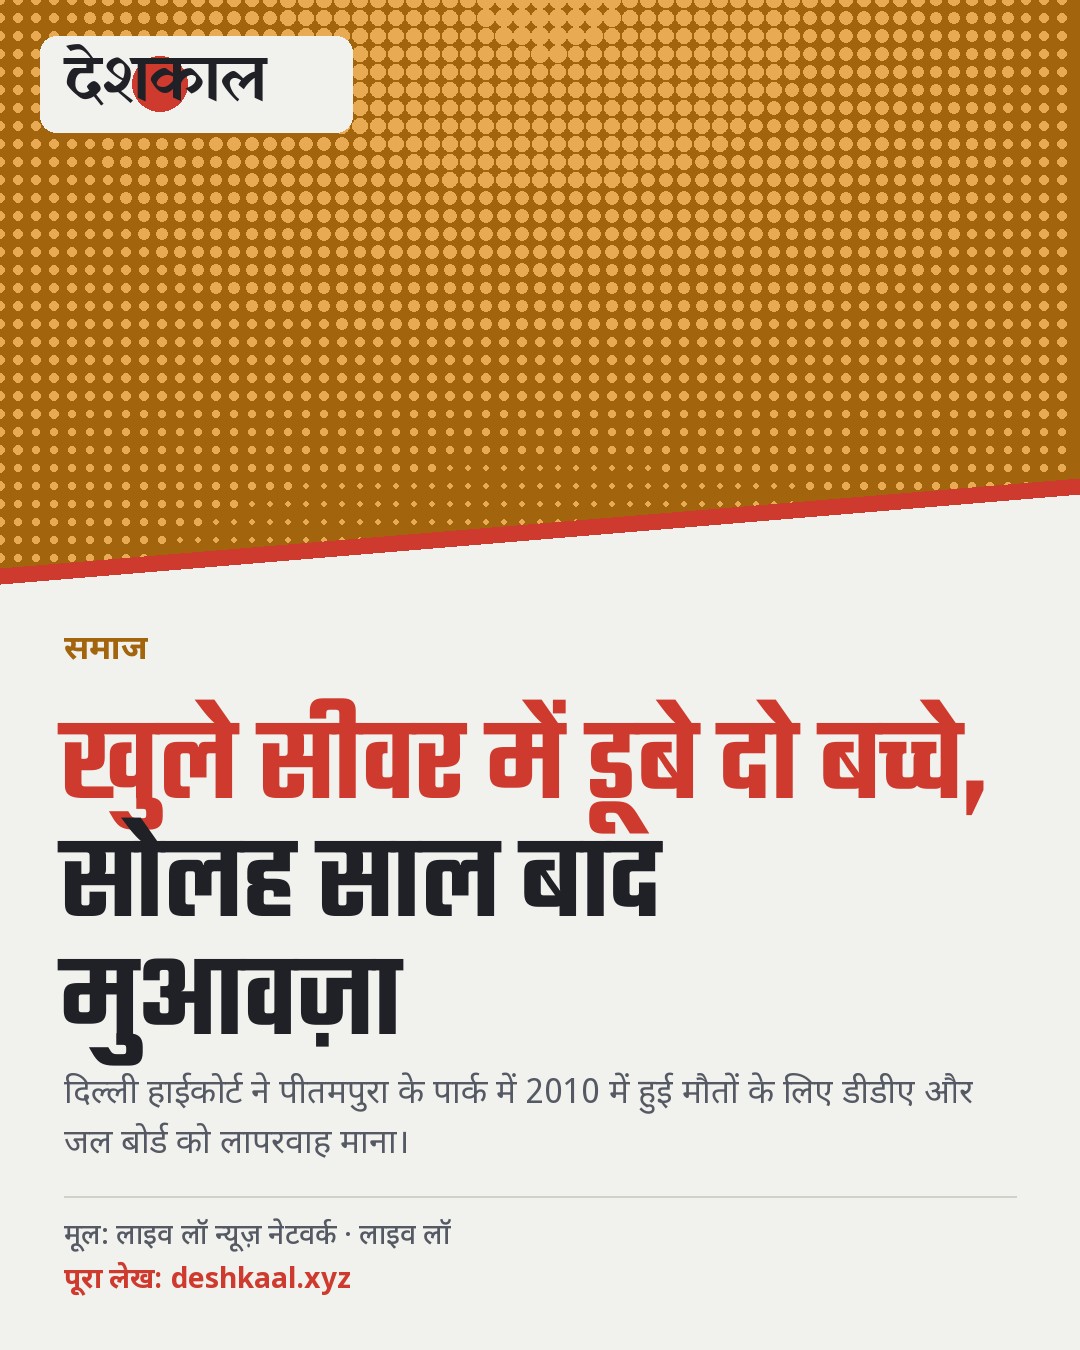 देशकाल
समाज
खुले सीवर में डूबे दो बच्चे,
सोलह साल बाद
मुआवज़ा
दिल्ली हाईकोर्ट ने पीतमपुरा के पार्क में 2010 में हुई मौतों के लिए डीडीए और
जल बोर्ड को लापरवाह माना।
मूल: लाइव लॉ न्यूज़ नेटवर्क · लाइव लॉ
पूरा लेख: deshkaal.xyz